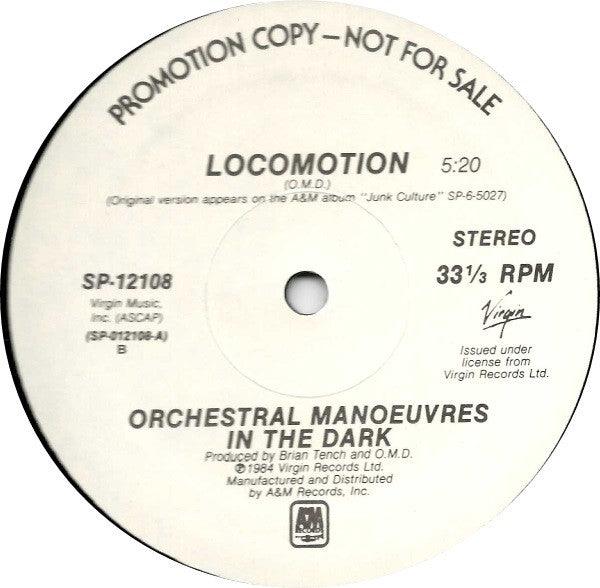 PROMOTION COPY — NOT FOR SALE
LOCOMOTION 5:20
(O.M.D.)
(Original version appears on the A&M album "Junk Culture" SP-6-5027)
STEREO
SP-12108
33 1/3 RPM
Virgin Music,
Inc. (ASCAP)
(SP-012108-A)
B
Virgin
Issued under
license from
Virgin Records Ltd.
ORCHESTRAL MANOEUVRES
IN THE DARK
Produced by Brian Tench and O.M.D.
℗1984 Virgin Records Ltd.
Manufactured and Distributed
by A&M Records, Inc.
A&M
RECORDS